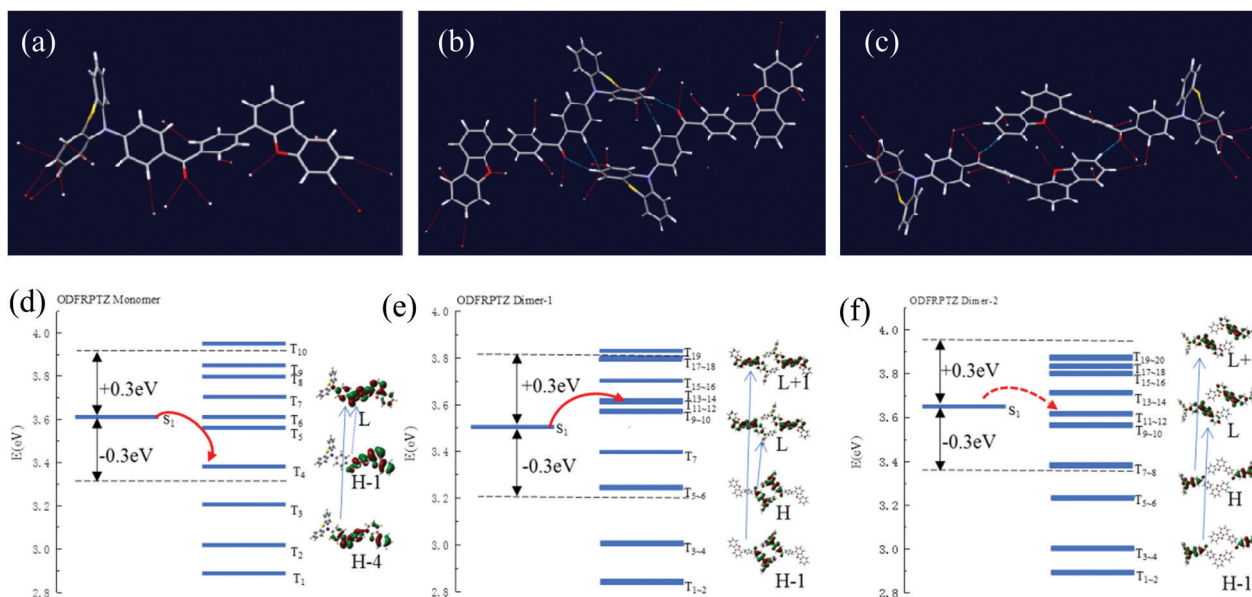 (a)
(b)
(c)
(d)
ODFRPTZ Monomer
E(eV)
4.0
3.8
3.6
3.4
3.2
3.0
2.8
+0.3eV
-0.3eV
S1
T10
T9
T8
T7
T6
T5
T4
T3
T2
T1
L
H-1
H-4
(e)
ODFRPTZ Dimer-1
E(eV)
4.0
3.8
3.6
3.4
3.2
3.0
2.8
+0.3eV
-0.3eV
S1
T19
T17~18
T15~16
T13~14
T11~12
T9~10
T7
T5~6
T3~4
T1~2
L+1
L
H
H-1
(f)
ODFRPTZ Dimer-2
E(eV)
4.0
3.8
3.6
3.4
3.2
3.0
2.8
+0.3eV
-0.3eV
S1
T19~20
T17~18
T15~16
T13~14
T11~12
T9~10
T7~8
T5~6
T3~4
T1~2
L+
L
H
H-1